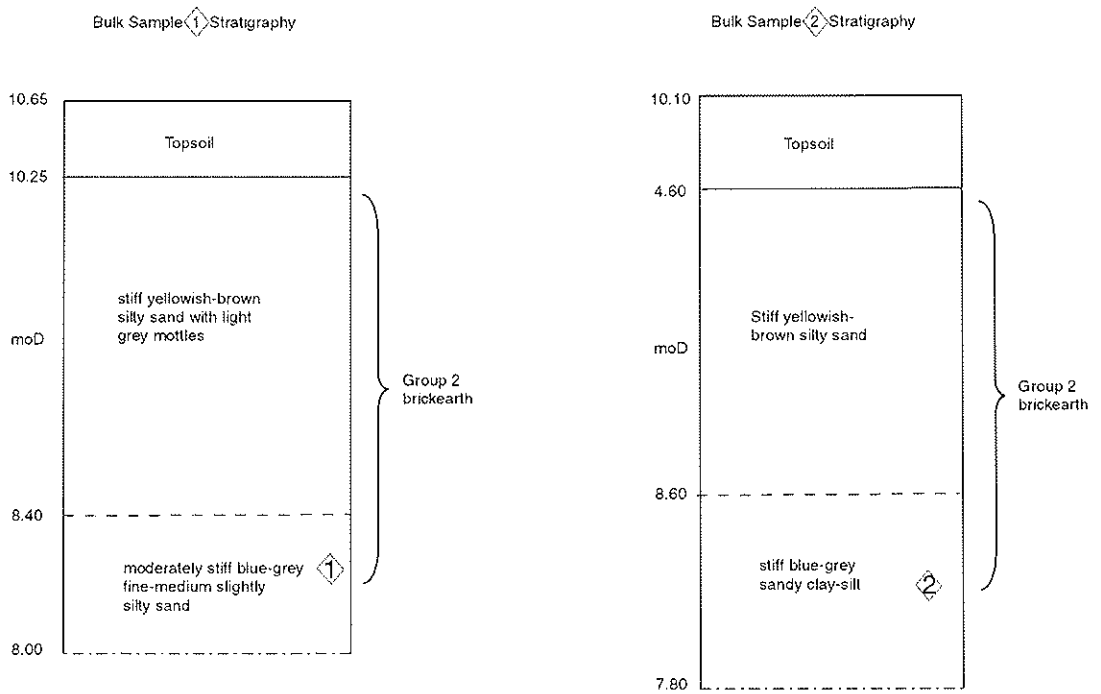 Bulk Sample 1 Stratigraphy
10.65
Topsoil
10.25
stiff yellowish-brown
silty sand with light
grey mottles
moD
Group 2
brickearth
8.40
moderately stiff blue-grey
fine-medium slightly
silty sand
1
8.00
Bulk Sample 2 Stratigraphy
10.10
Topsoil
4.60
Stiff yellowish-
brown silty sand
moD
Group 2
brickearth
8.60
stiff blue-grey
sandy clay-silt
2
7.80